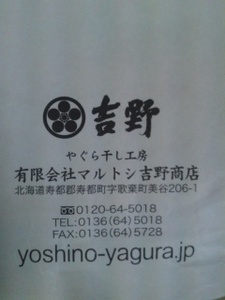 吉野
やぐら干し工房
有限会社マルトシ吉野商店
北海道寿都郡寿都町字歌棄町美谷206-1
0120-64-5018
TEL:0136(64)5018
FAX:0136(64)5728
yoshino-yagura.jp